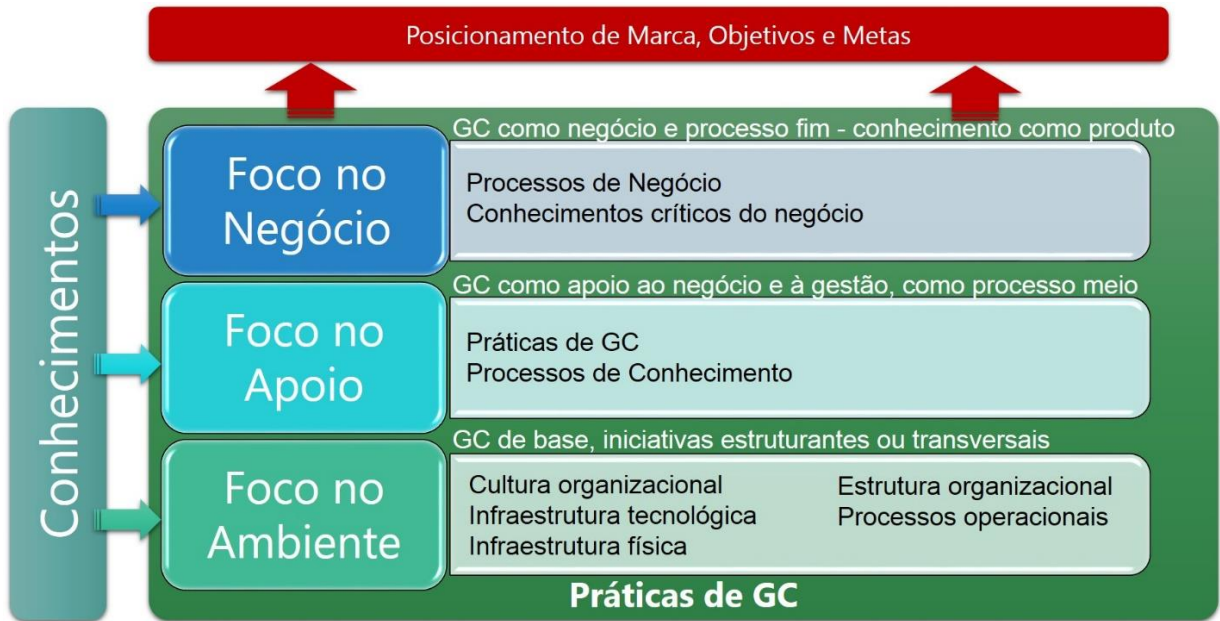 Posicionamento de Marca, Objetivos e Metas
Conhecimentos
Foco no
Negócio
GC como negócio e processo fim - conhecimento como produto
Processos de Negócio
Conhecimentos críticos do negócio
Foco no
Apoio
GC como apoio ao negócio e à gestão, como processo meio
Práticas de GC
Processos de Conhecimento
Foco no
Ambiente
GC de base, iniciativas estruturantes ou transversais
Cultura organizacional
Infraestrutura tecnológica
Infraestrutura física
Estrutura organizacional
Processos operacionais
Práticas de GC